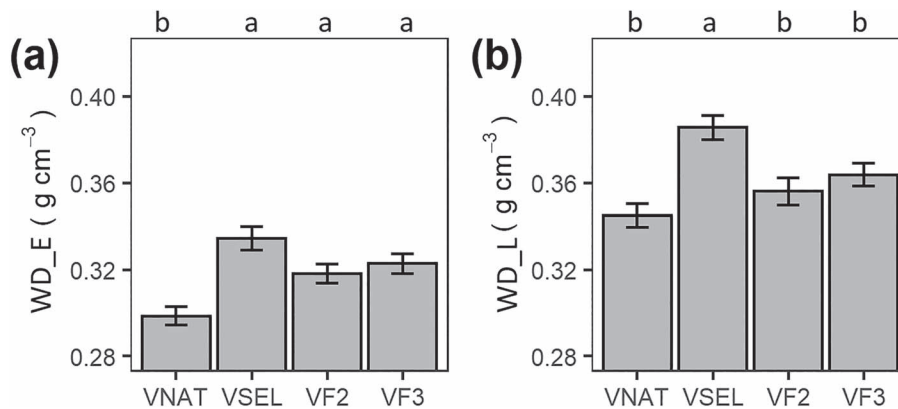 b a a a
(a)
WD_E ( g cm⁻³ )
0.40
0.36
0.32
0.28
VNAT VSEL VF2 VF3
b a b b
(b)
WD_L ( g cm⁻³ )
0.40
0.36
0.32
0.28
VNAT VSEL VF2 VF3